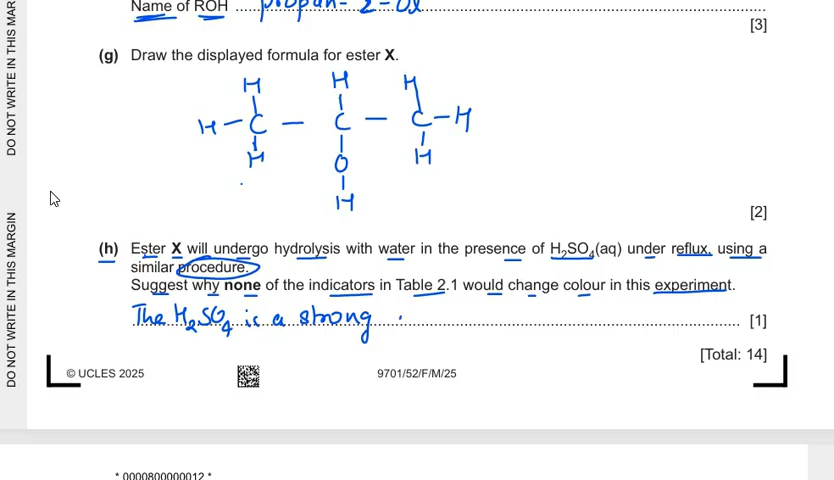 DO NOT WRITE IN THIS MAR
Name of ROH propan-2-ol
[3]
(g) Draw the displayed formula for ester X.
H H H
H – C – C – C – H
H O H
H
[2]
(h) Ester X will undergo hydrolysis with water in the presence of H₂SO₄(aq) under reflux, using a
similar procedure.
Suggest why none of the indicators in Table 2.1 would change colour in this experiment.
The H₂SO₄ is a strong [1]
[Total: 14]
DO NOT WRITE IN THIS MARGIN
© UCLES 2025 9701/52/F/M/25
* 0000800000012 *